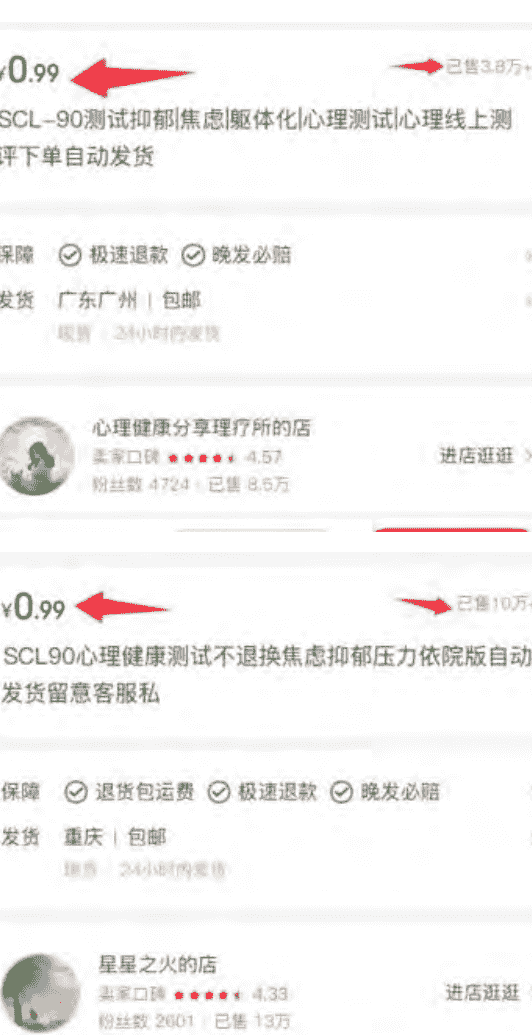 ¥0.99
已售3.8万+
SCL-90测试抑郁|焦虑|躯体化|心理测试|心理线上测
评下单自动发货
保障 极速退款 晚发必赔
发货 广东广州 | 包邮
现货 24小时内发货
心理健康分享理疗所的店
卖家口碑 4.57
进店逛逛
粉丝数 4724 已售 8.5万
¥0.99
已售10万+
SCL90心理健康测试不退换焦虑抑郁压力依院版自动
发货留意客服私
保障 退货包运费 极速退款 晚发必赔
发货 重庆 | 包邮
现货 24小时内发货
星星之火的店
卖家口碑 4.33
进店逛逛
粉丝数 2601 已售 13万